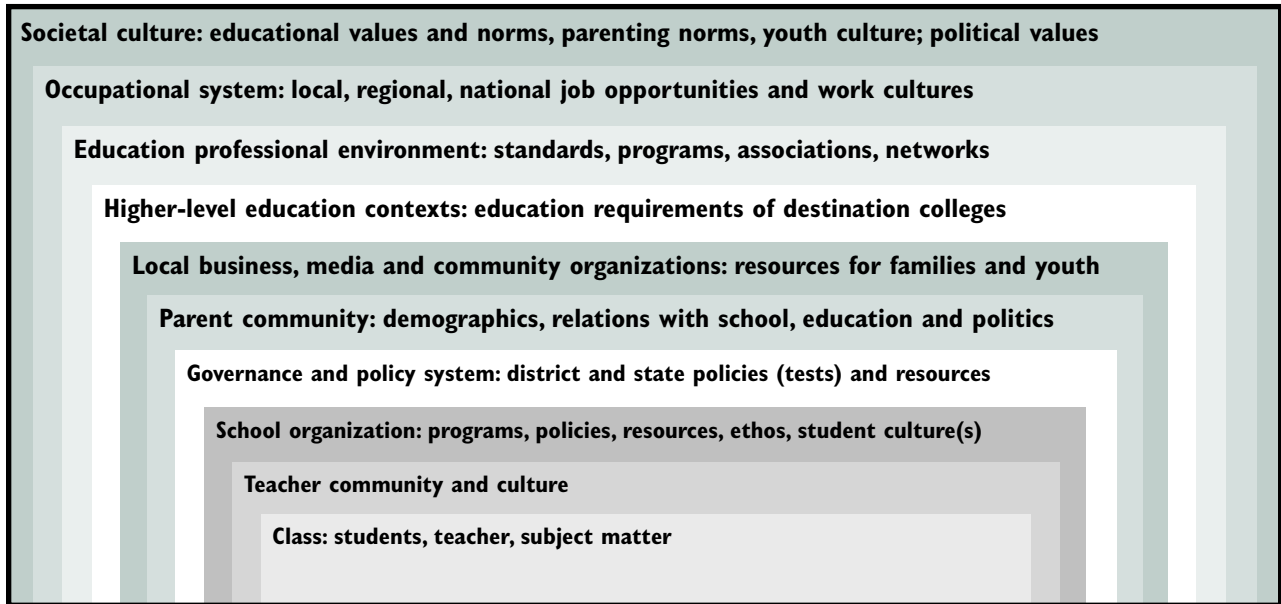 Societal culture: educational values and norms, parenting norms, youth culture; political values
Occupational system: local, regional, national job opportunities and work cultures
Education professional environment: standards, programs, associations, networks
Higher-level education contexts: education requirements of destination colleges
Local business, media and community organizations: resources for families and youth
Parent community: demographics, relations with school, education and politics
Governance and policy system: district and state policies (tests) and resources
School organization: programs, policies, resources, ethos, student culture(s)
Teacher community and culture
Class: students, teacher, subject matter